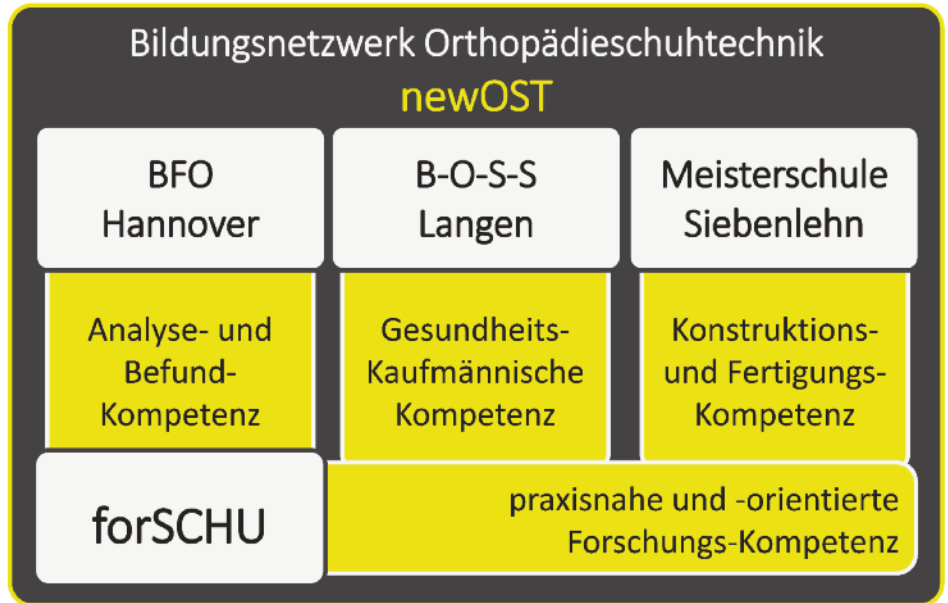 Bildungsnetzwerk Orthopädieschuhtechnik
newOST
BFO
Hannover
B-O-S-S
Langen
Meisterschule
Siebenlehn
Analyse- und
Befund-
Kompetenz
Gesundheits-
Kaufmännische
Kompetenz
Konstruktions-
und Fertigungs-
Kompetenz
forSCHU
praxisnahe und -orientierte
Forschungs-Kompetenz